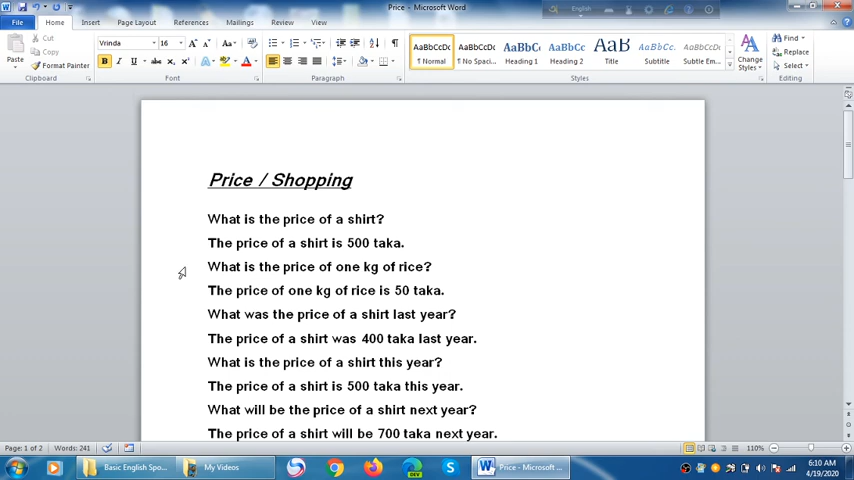 Price - Microsoft Word
English
File Home Insert Page Layout References Mailings Review View
Paste
Cut
Copy
Format Painter
Clipboard
Vrinda 16
Font
Paragraph
AaBbCcDc AaBbCcDc AaBbC AaBbCc AaB AaBbCc. AaBbCcDc
¶ Normal ¶ No Spaci... Heading 1 Heading 2 Title Subtitle Subtle Em...
Change Styles
Styles
Find
Replace
Select
Editing
Price / Shopping
What is the price of a shirt?
The price of a shirt is 500 taka.
What is the price of one kg of rice?
The price of one kg of rice is 50 taka.
What was the price of a shirt last year?
The price of a shirt was 400 taka last year.
What is the price of a shirt this year?
The price of a shirt is 500 taka this year.
What will be the price of a shirt next year?
The price of a shirt will be 700 taka next year.
Page: 1 of 2 Words: 241 110%
Basic English Spo... My Videos Price - Microsoft ... 6:10 AM
4/19/2020